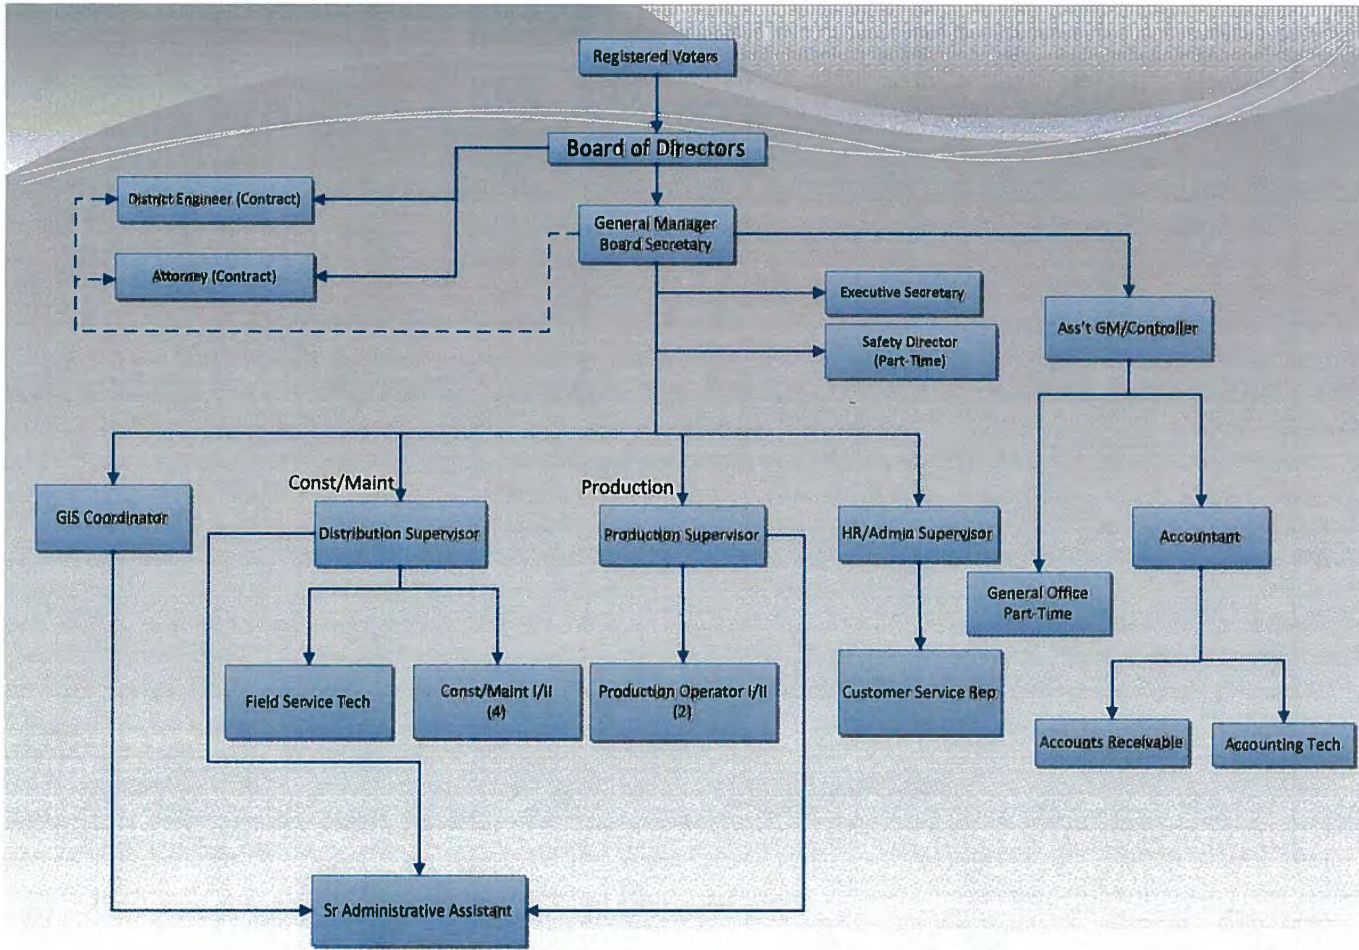 Registered Voters
Board of Directors
District Engineer (Contract)
General Manager
Board Secretary
Attorney (Contract)
Executive Secretary
Ass't GM/Controller
Safety Director
(Part-Time)
Const/Maint
Production
GIS Coordinator
Distribution Supervisor
Production Supervisor
HR/Admin Supervisor
Accountant
General Office
Part-Time
Field Service Tech
Const/Maint I/II
(4)
Production Operator I/II
(2)
Customer Service Rep
Accounts Receivable
Accounting Tech
Sr Administrative Assistant